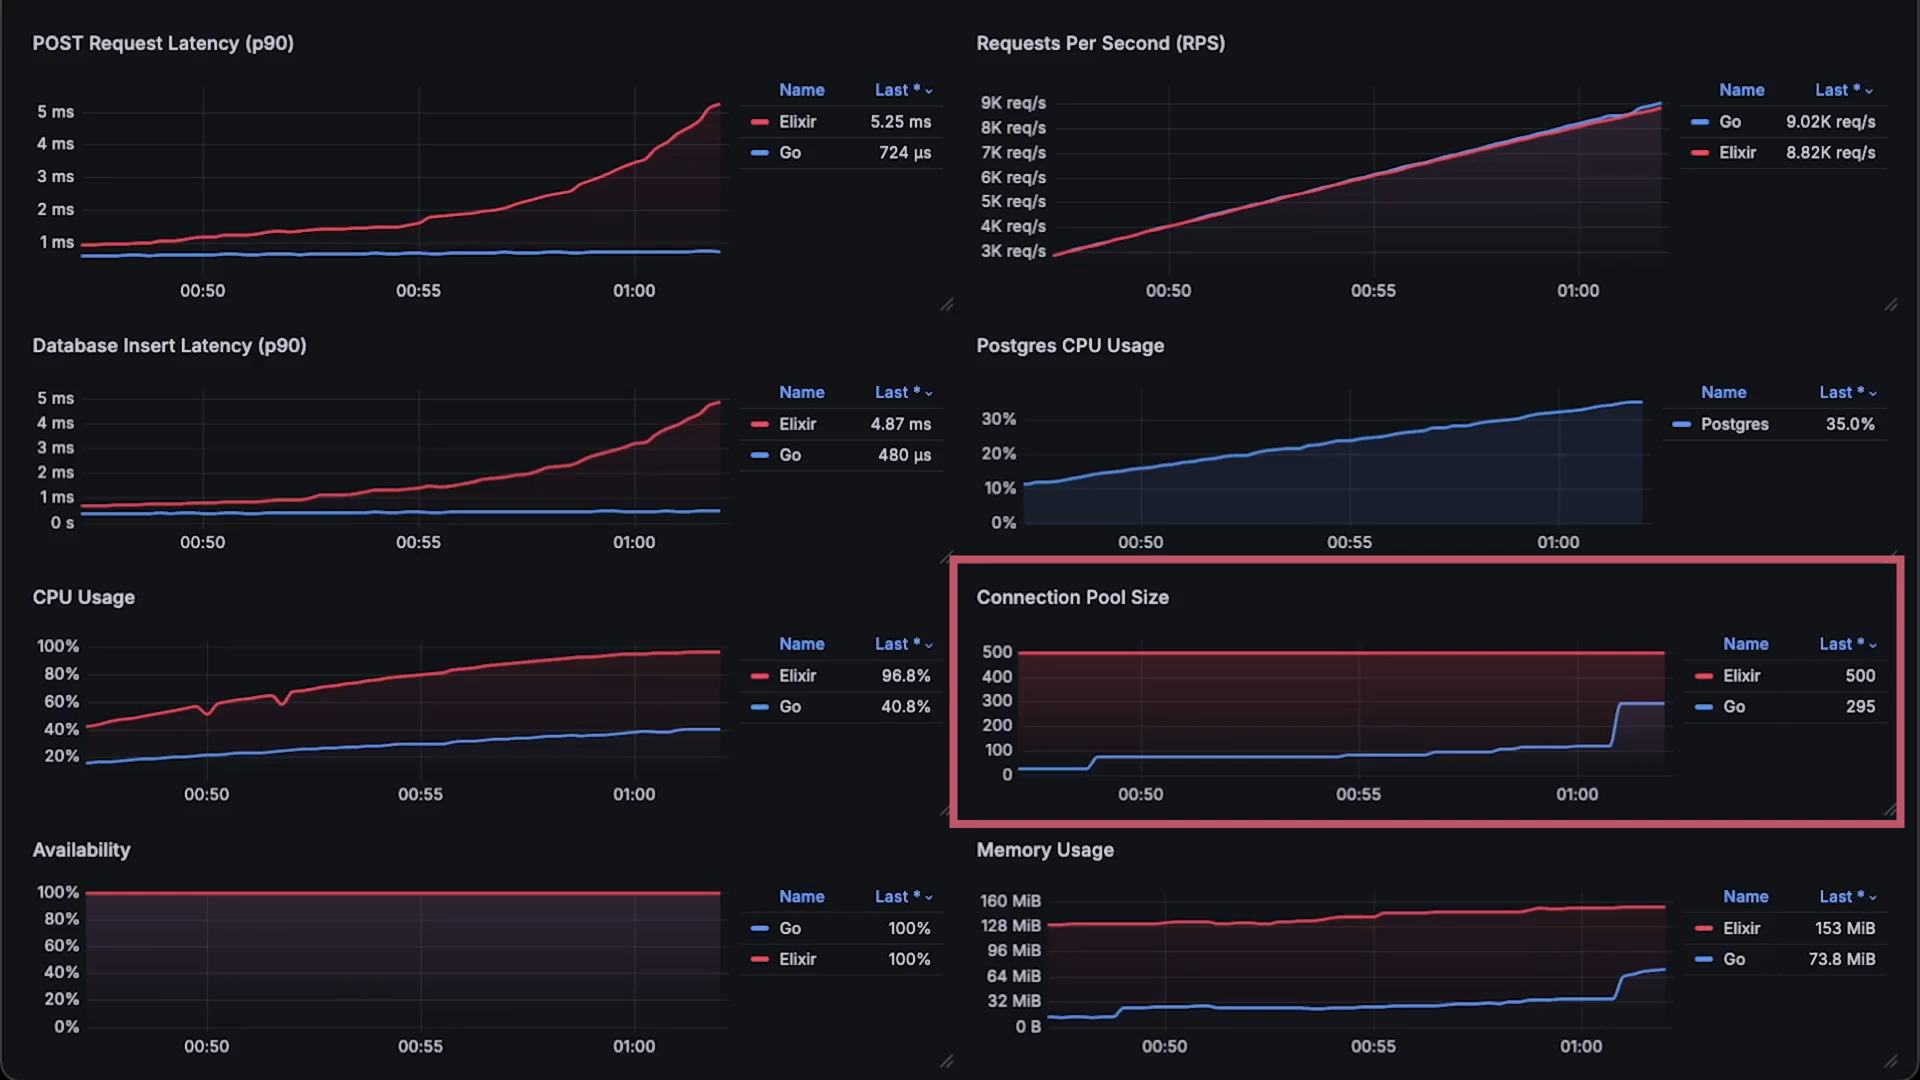 POST Request Latency (p90)
Name Last *
5 ms
4 ms
3 ms
2 ms
1 ms
Elixir 5.25 ms
Go 724 µs
00:50 00:55 01:00
Requests Per Second (RPS)
Name Last *
9K req/s
8K req/s
7K req/s
6K req/s
5K req/s
4K req/s
3K req/s
Go 9.02K req/s
Elixir 8.82K req/s
00:50 00:55 01:00
Database Insert Latency (p90)
Name Last *
5 ms
4 ms
3 ms
2 ms
1 ms
0 s
Elixir 4.87 ms
Go 480 µs
00:50 00:55 01:00
Postgres CPU Usage
Name Last *
30%
20%
10%
0%
Postgres 35.0%
00:50 00:55 01:00
CPU Usage
Name Last *
100%
80%
60%
40%
20%
Elixir 96.8%
Go 40.8%
00:50 00:55 01:00
Connection Pool Size
Name Last *
500
400
300
200
100
0
Elixir 500
Go 295
00:50 00:55 01:00
Availability
Name Last *
100%
80%
60%
40%
20%
0%
Go 100%
Elixir 100%
00:50 00:55 01:00
Memory Usage
Name Last *
160 MiB
128 MiB
96 MiB
64 MiB
32 MiB
0 B
Elixir 153 MiB
Go 73.8 MiB
00:50 00:55 01:00